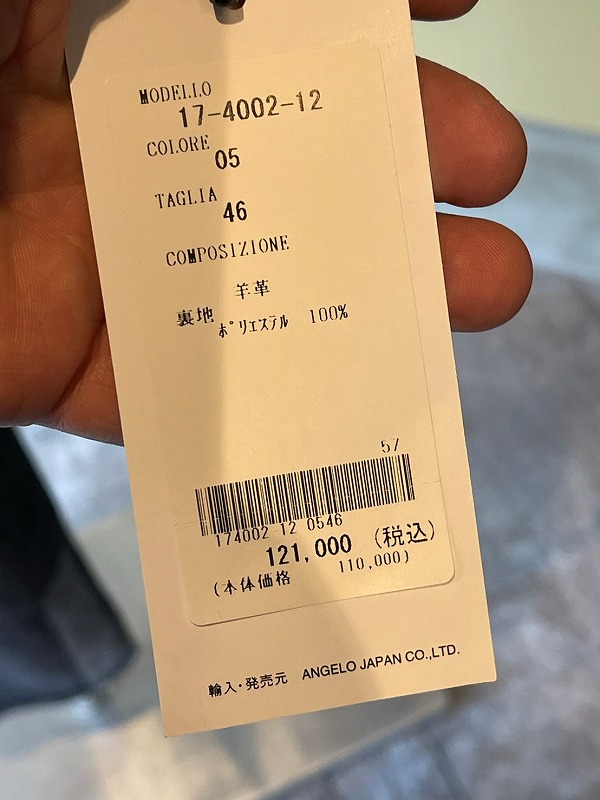 MODELLO
17-4002-12
COLORE
05
TAGLIA
46
COMPOSIZIONE
羊革
裏地 ﾎﾟﾘｴｽﾃﾙ 100%
57
174002 12 0546
121,000 (税込)
(本体価格 110,000)
輸入・発売元 ANGELO JAPAN CO.,LTD.